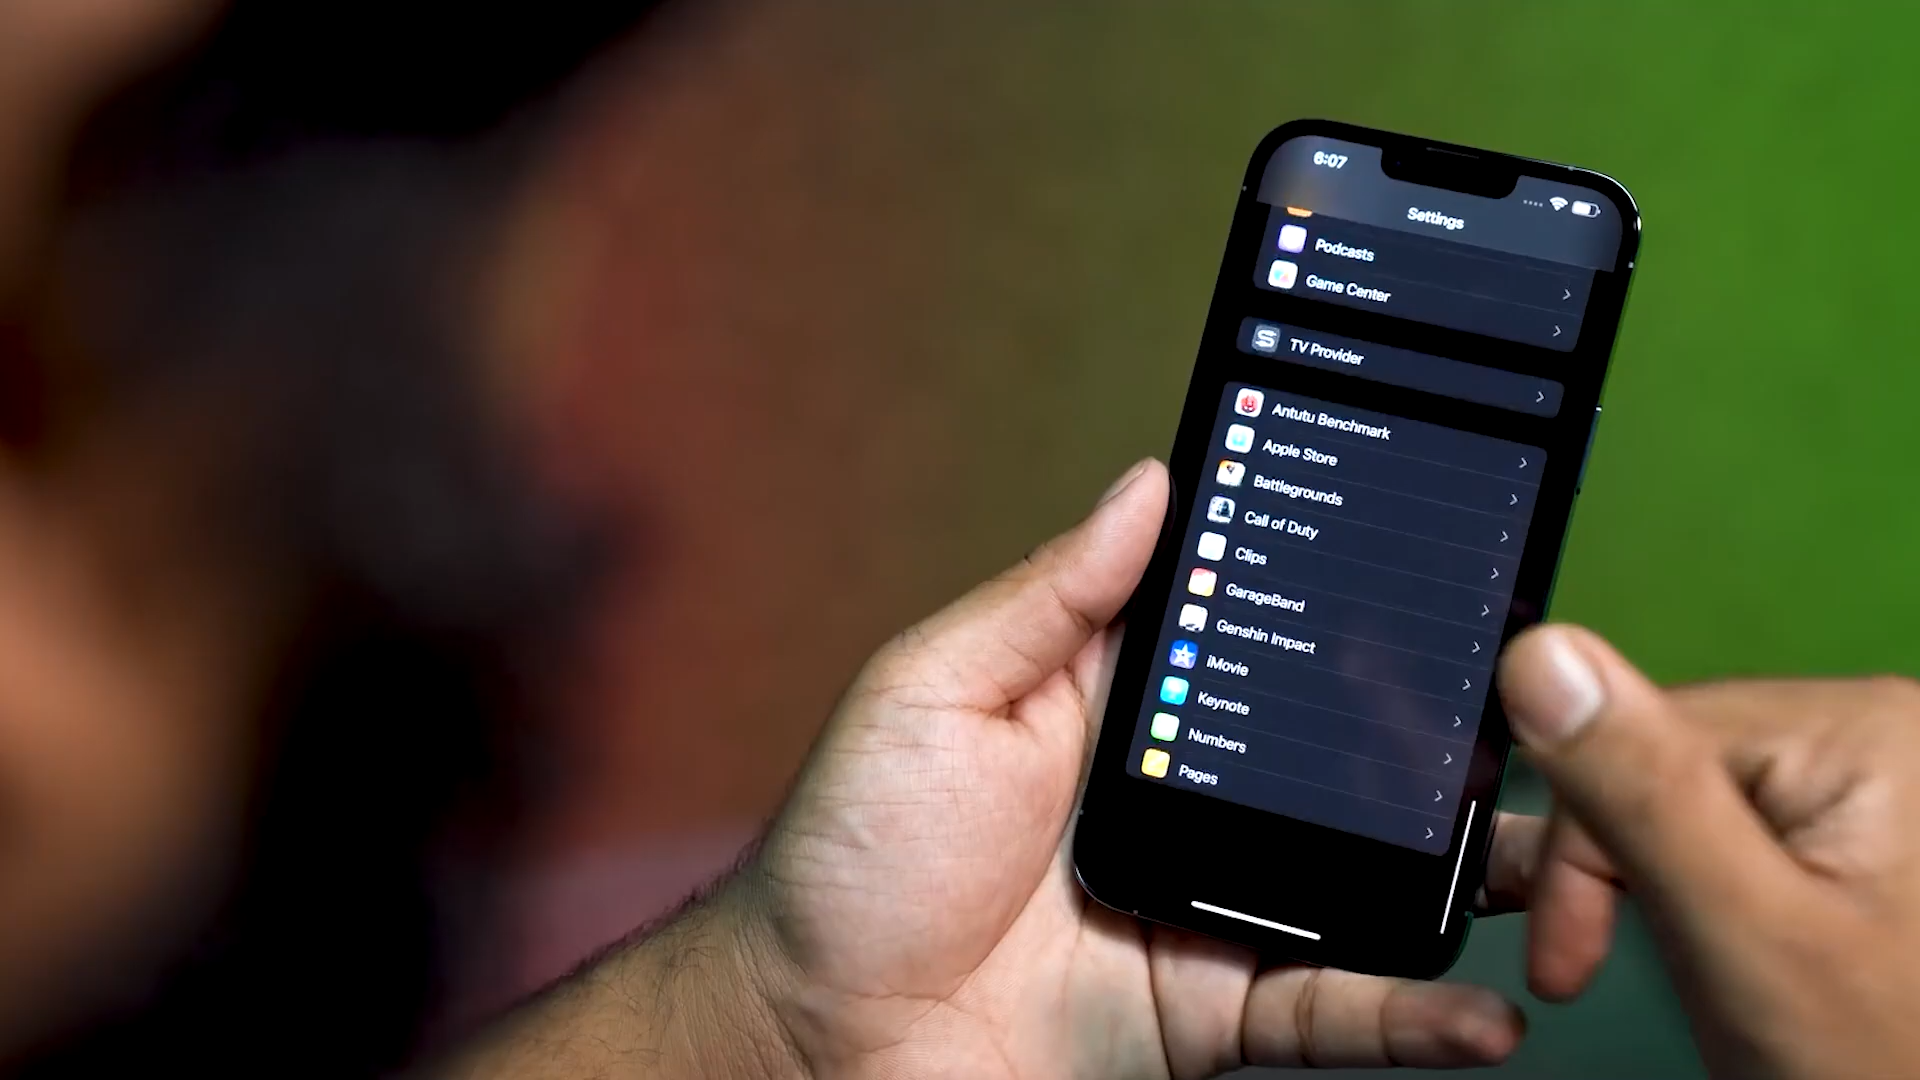 6:07
Settings
Podcasts
Game Center
TV Provider
Antutu Benchmark
Apple Store
Battlegrounds
Call of Duty
Clips
GarageBand
Genshin Impact
iMovie
Keynote
Numbers
Pages